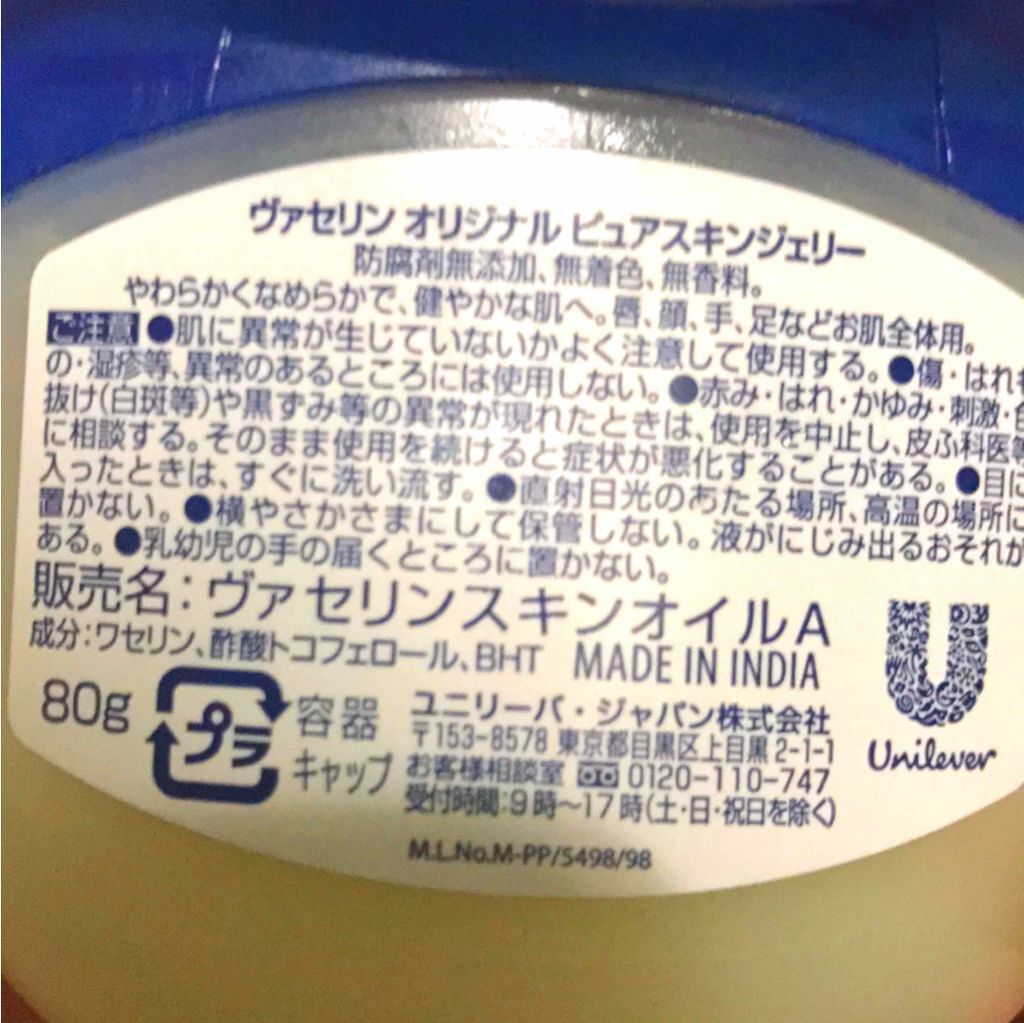 ヴァセリン オリジナル ピュアスキンジェリー
防腐剤無添加、無着色、無香料。
やわらかくなめらかで、健やかな肌へ。唇、顔、手、足などお肌全体用。
ご注意 ●肌に異常が生じていないかよく注意して使用する。●傷・はれも
の・湿疹等、異常のあるところには使用しない。●赤み・はれ・かゆみ・刺激・色
抜け(白斑等)や黒ずみ等の異常が現れたときは、使用を中止し、皮ふ科医等
に相談する。そのまま使用を続けると症状が悪化することがある。●目に
入ったときは、すぐに洗い流す。●直射日光のあたる場所、高温の場所に
置かない。●横やさかさまにして保管しない。液がにじみ出るおそれが
ある。●乳幼児の手の届くところに置かない。
販売名:ヴァセリンスキンオイルA
成分:ワセリン、酢酸トコフェロール、BHT MADE IN INDIA
80g
プラ
容器
キャップ
ユニリーバ・ジャパン株式会社
〒153-8578 東京都目黒区上目黒2-1-1
お客様相談室 0120-110-747
受付時間:9時~17時(土・日・祝日を除く)
Unilever
M.L.No.M-PP/5498/98